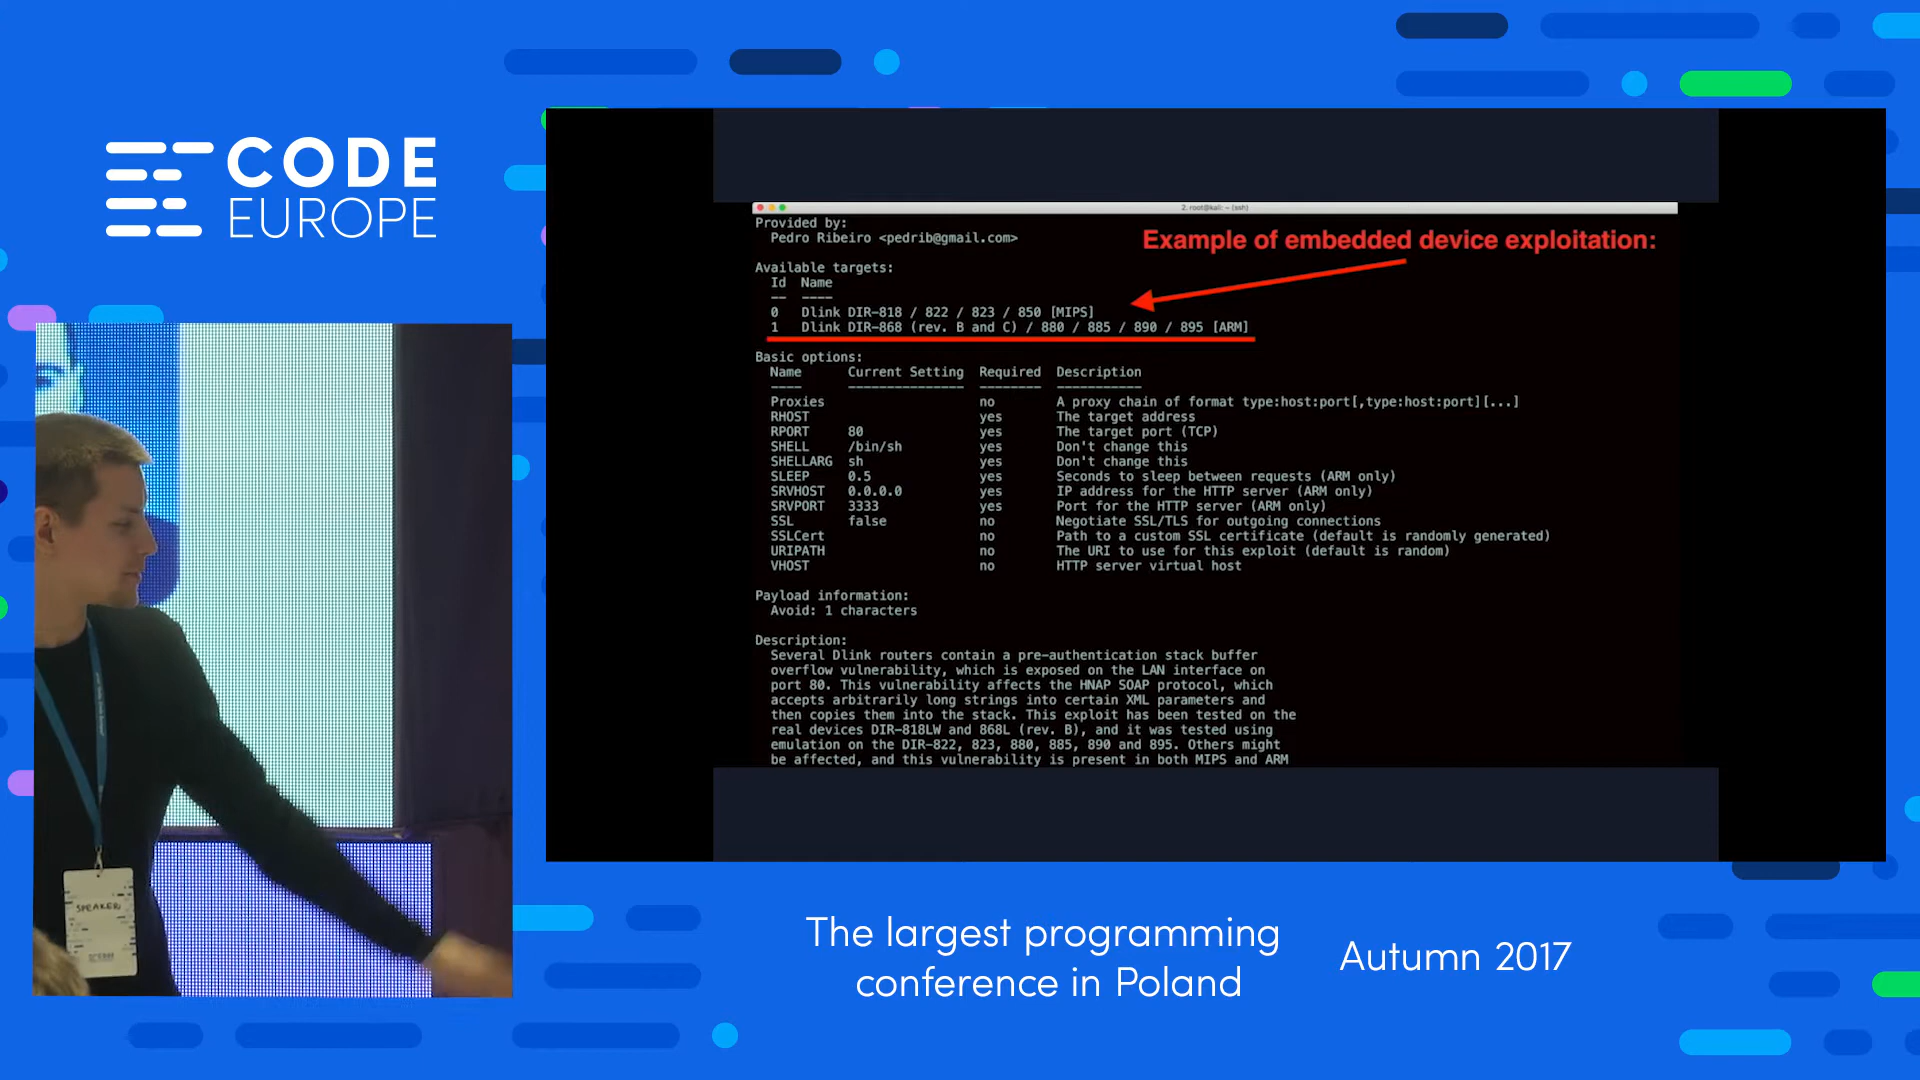 CODE
EUROPE
2. root@kali: ~ (ssh)
Provided by:
Pedro Ribeiro <pedrib@gmail.com>
Example of embedded device exploitation:
Available targets:
Id Name
-- ----
0 Dlink DIR-818 / 822 / 823 / 850 [MIPS]
1 Dlink DIR-868 (rev. B and C) / 880 / 885 / 890 / 895 [ARM]
Basic options:
Name Current Setting Required Description
---- --------------- -------- -----------
Proxies no A proxy chain of format type:host:port[,type:host:port][...]
RHOST yes The target address
RPORT 80 yes The target port (TCP)
SHELL /bin/sh yes Don't change this
SHELLARG sh yes Don't change this
SLEEP 0.5 yes Seconds to sleep between requests (ARM only)
SRVHOST 0.0.0.0 yes IP address for the HTTP server (ARM only)
SRVPORT 3333 yes Port for the HTTP server (ARM only)
SSL false no Negotiate SSL/TLS for outgoing connections
SSLCert no Path to a custom SSL certificate (default is randomly generated)
URIPATH no The URI to use for this exploit (default is random)
VHOST no HTTP server virtual host
Payload information:
Avoid: 1 characters
Description:
Several Dlink routers contain a pre-authentication stack buffer
overflow vulnerability, which is exposed on the LAN interface on
port 80. This vulnerability affects the HNAP SOAP protocol, which
accepts arbitrarily long strings into certain XML parameters and
then copies them into the stack. This exploit has been tested on the
real devices DIR-818LW and 868L (rev. B), and it was tested using
emulation on the DIR-822, 823, 880, 885, 890 and 895. Others might
be affected, and this vulnerability is present in both MIPS and ARM
SPEAKER
The largest programming
conference in Poland
Autumn 2017